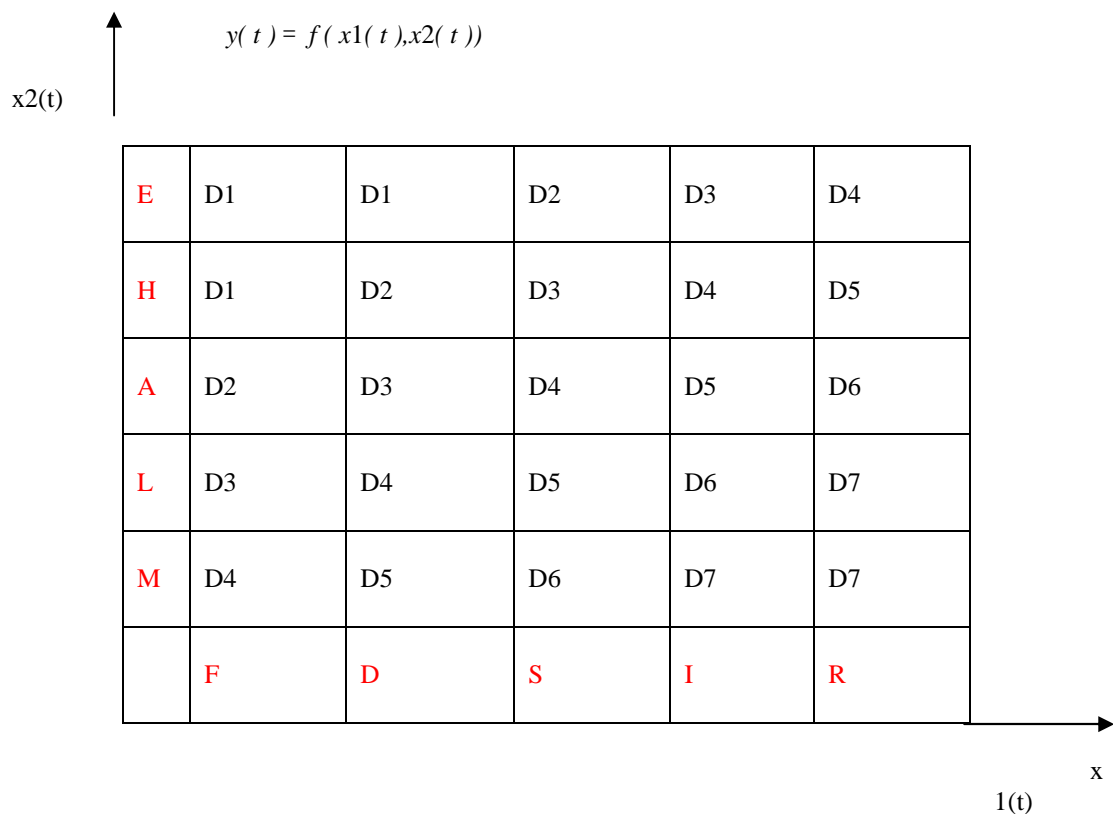 y( t ) = f ( x1( t ),x2( t ))
x2(t)
E D1 D1 D2 D3 D4
H D1 D2 D3 D4 D5
A D2 D3 D4 D5 D6
L D3 D4 D5 D6 D7
M D4 D5 D6 D7 D7
F D S I R
x
1(t)